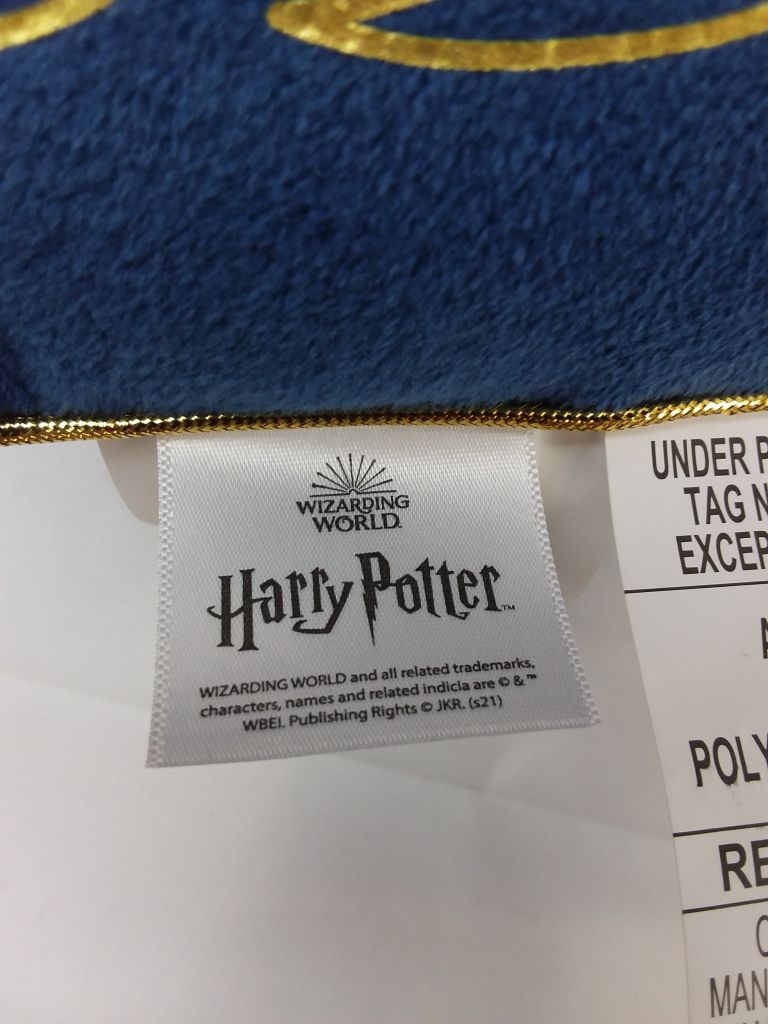 WIZARDING
WORLD
Harry Potter™
WIZARDING WORLD and all related trademarks,
characters, names and related indicia are © & ™
WBEI. Publishing Rights © JKR. (s21)
UNDER P
TAG N
EXCEP
A
POLY
RE
C
MAN